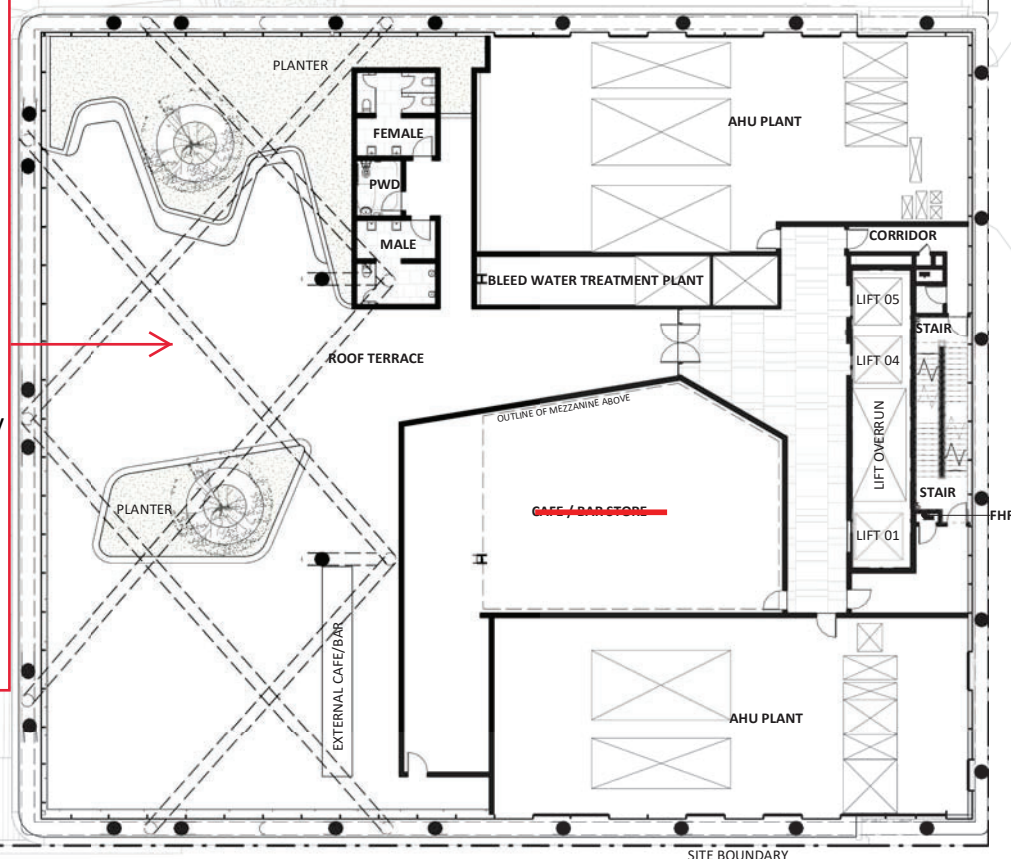 PLANTER
AHU PLANT
FEMALE
PWD
MALE
CORRIDOR
BLEED WATER TREATMENT PLANT
LIFT 05
STAIR
ROOF TERRACE
LIFT 04
OUTLINE OF MEZZANINE ABOVE
LIFT OVERRUN
PLANTER
CAFE / BAR STORE
STAIR
FHR
LIFT 01
EXTERNAL CAFE/BAR
AHU PLANT
SITE BOUNDARY